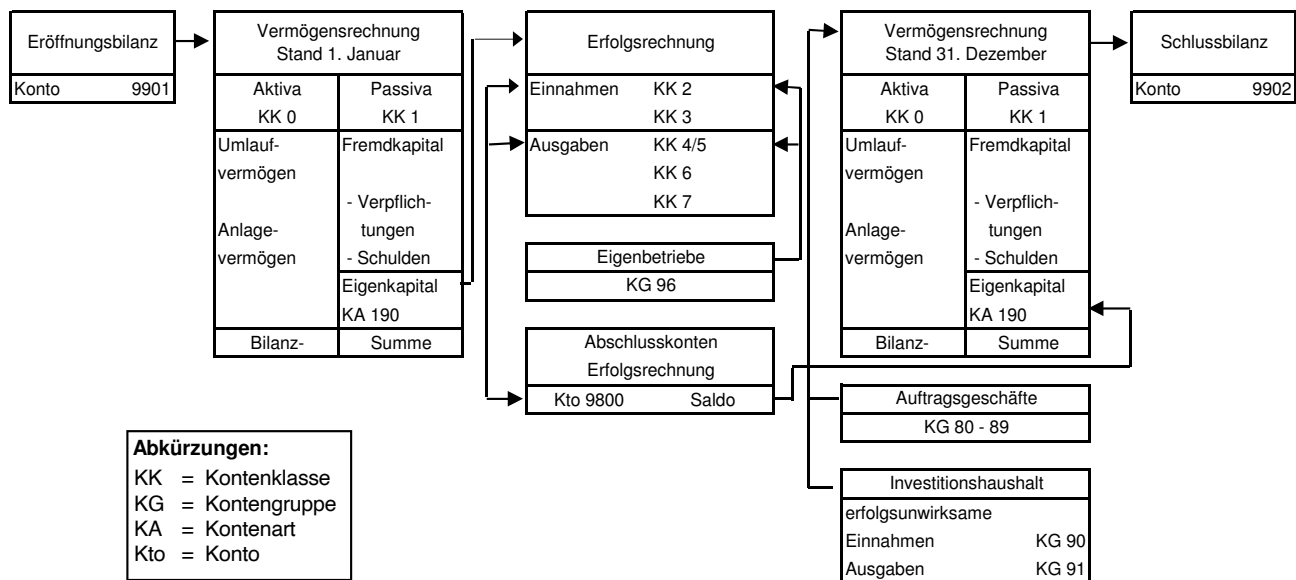 Eröffnungsbilanz
Konto 9901
Vermögensrechnung
Stand 1. Januar
Aktiva Passiva
KK 0 KK 1
Umlauf- Fremdkapital
vermögen
- Verpflich-
Anlage- tungen
vermögen - Schulden
Eigenkapital
KA 190
Bilanz- Summe
Erfolgsrechnung
Einnahmen KK 2
KK 3
Ausgaben KK 4/5
KK 6
KK 7
Eigenbetriebe
KG 96
Abschlusskonten
Erfolgsrechnung
Kto 9800 Saldo
Vermögensrechnung
Stand 31. Dezember
Aktiva Passiva
KK 0 KK 1
Umlauf- Fremdkapital
vermögen
- Verpflich-
Anlage- tungen
vermögen - Schulden
Eigenkapital
KA 190
Bilanz- Summe
Schlussbilanz
Konto 9902
Auftragsgeschäfte
KG 80 - 89
Investitionshaushalt
erfolgsunwirksame
Einnahmen KG 90
Ausgaben KG 91
Abkürzungen:
KK = Kontenklasse
KG = Kontengruppe
KA = Kontenart
Kto = Konto